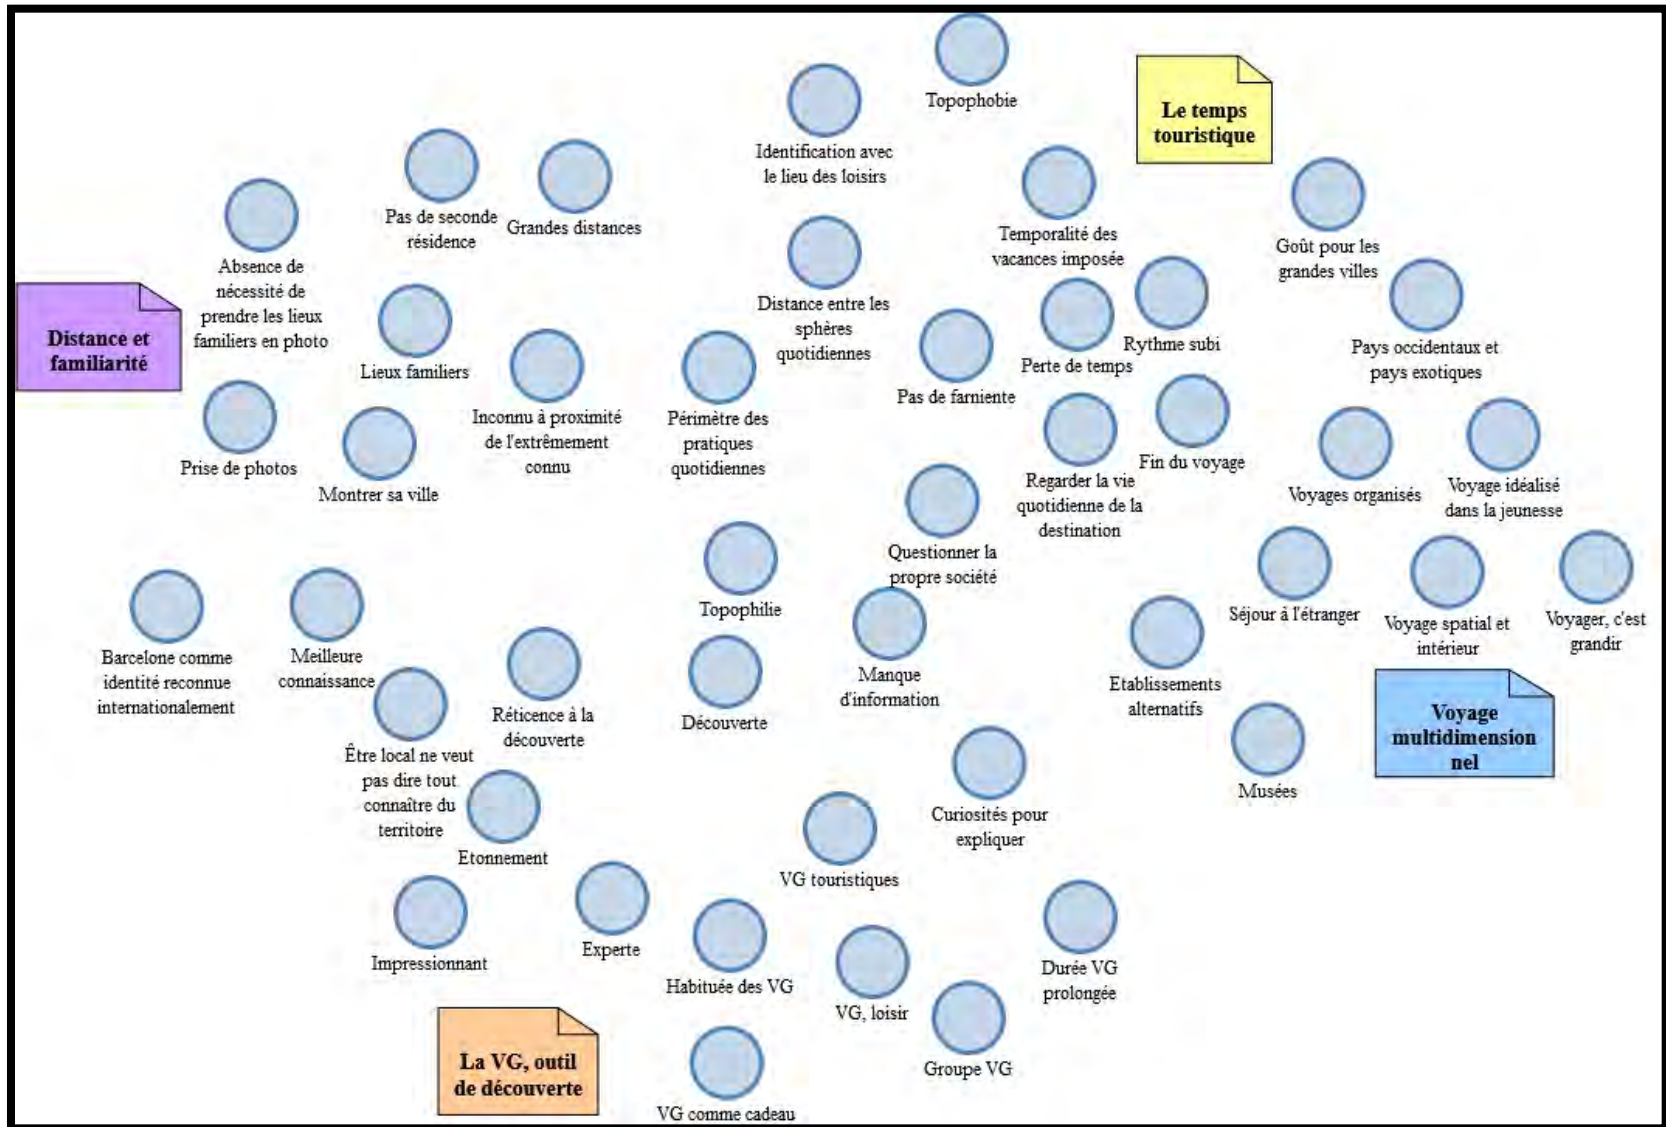 Topophobie
Le temps
touristique
Identification avec
le lieu des loisirs
Pas de seconde
résidence
Grandes distances
Temporalité des
vacances imposée
Goût pour les
grandes villes
Absence de
nécessité de
prendre les lieux
familiers en photo
Distance et
familiarité
Lieux familiers
Distance entre les
sphères
quotidiennes
Perte de temps
Rythme subi
Pays occidentaux et
pays exotiques
Pas de farniente
Inconnu à proximité
de l'extrêmement
connu
Périmètre des
pratiques
quotidiennes
Prise de photos
Montrer sa ville
Regarder la vie
quotidienne de la
destination
Fin du voyage
Voyages organisés
Voyage idéalisé
dans la jeunesse
Questionner la
propre société
Topophilie
Séjour à l'étranger
Voyage spatial et
intérieur
Voyager, c'est
grandir
Barcelone comme
identité reconnue
internationalement
Meilleure
connaissance
Réticence à la
découverte
Découverte
Manque
d'information
Etablissements
alternatifs
Voyage
multidimension
nel
Être local ne veut
pas dire tout
connaître du
territoire
Musées
Etonnement
Curiosités pour
expliquer
VG touristiques
Impressionnant
Experte
Habituée des VG
VG, loisir
Durée VG
prolongée
La VG, outil
de découverte
Groupe VG
VG comme cadeau